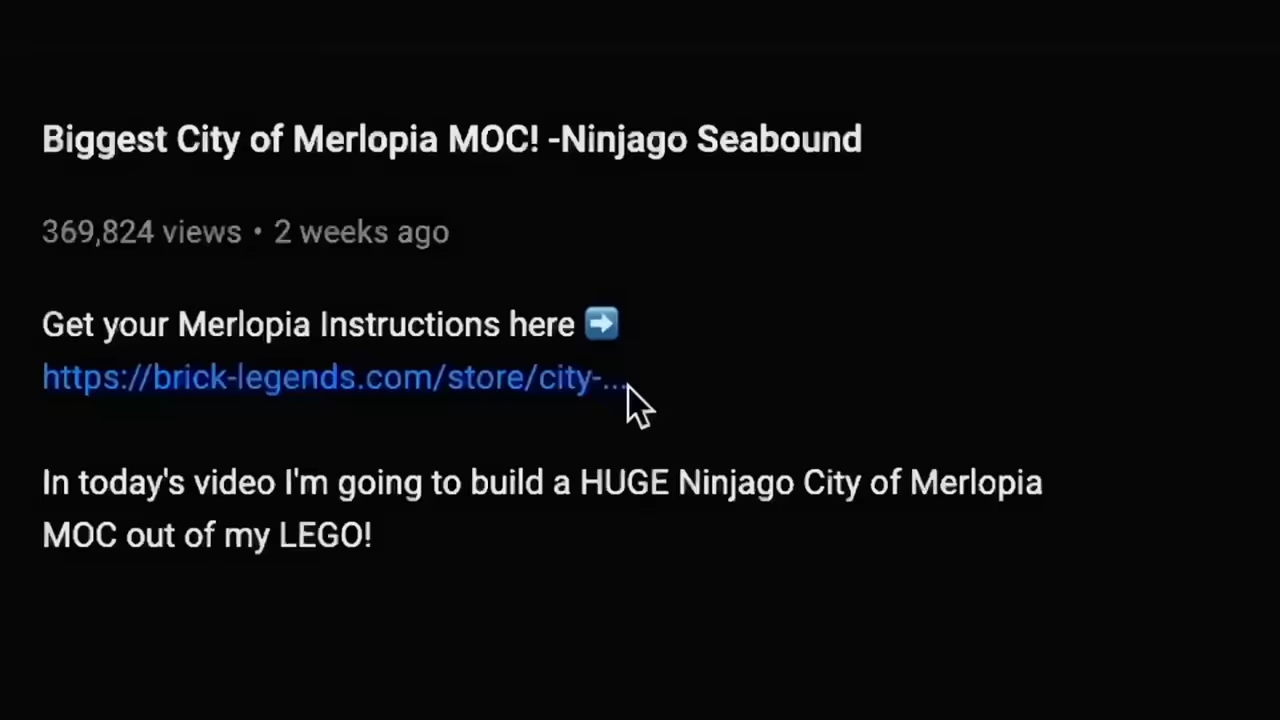 Biggest City of Merlopia MOC! -Ninjago Seabound
369,824 views • 2 weeks ago
Get your Merlopia Instructions here ➡️
https://brick-legends.com/store/city-...
In today's video I'm going to build a HUGE Ninjago City of Merlopia
MOC out of my LEGO!